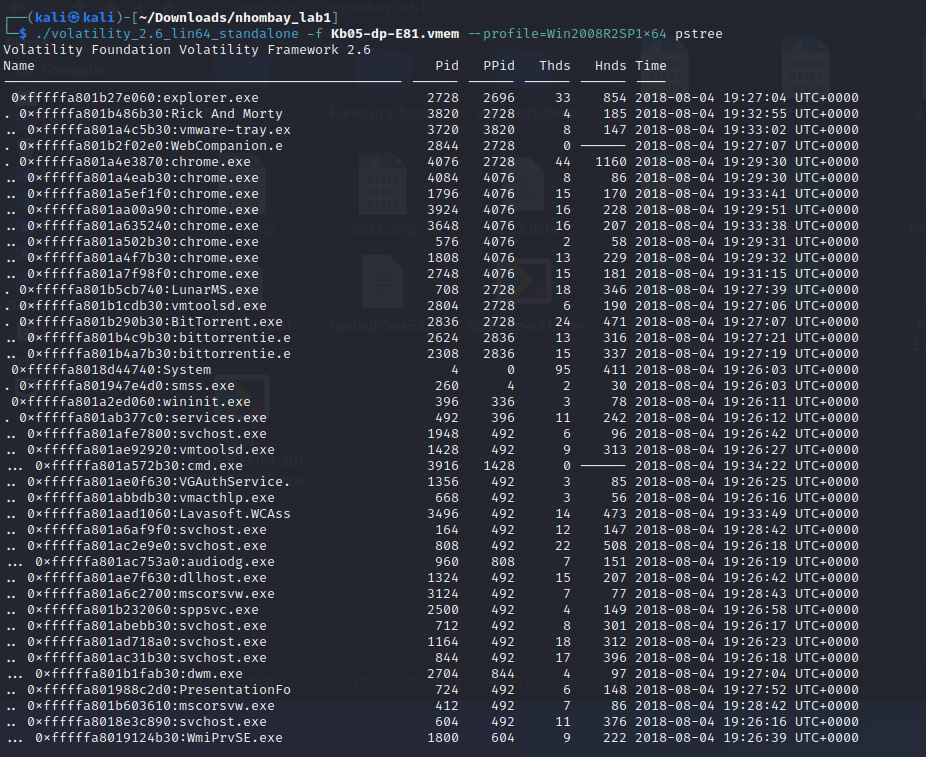 ┌──(kali㉿kali)-[~/Downloads/nhombay_lab1]
└─$ ./volatility_2.6_lin64_standalone -f Kb05-dp-E81.vmem --profile=Win2008R2SP1×64 pstree
Volatility Foundation Volatility Framework 2.6
Name Pid PPid Thds Hnds Time
0×fffffa801b27e060:explorer.exe 2728 2696 33 854 2018-08-04 19:27:04 UTC+0000
. 0×fffffa801b486b30:Rick And Morty 3820 2728 4 185 2018-08-04 19:32:55 UTC+0000
.. 0×fffffa801a4c5b30:vmware-tray.ex 3720 3820 8 147 2018-08-04 19:33:02 UTC+0000
. 0×fffffa801b2f02e0:WebCompanion.e 2844 2728 0 ------ 2018-08-04 19:27:07 UTC+0000
. 0×fffffa801a4e3870:chrome.exe 4076 2728 44 1160 2018-08-04 19:29:30 UTC+0000
.. 0×fffffa801a4eab30:chrome.exe 4084 4076 8 86 2018-08-04 19:29:30 UTC+0000
.. 0×fffffa801a5ef1f0:chrome.exe 1796 4076 15 170 2018-08-04 19:33:41 UTC+0000
.. 0×fffffa801aa00a90:chrome.exe 3924 4076 16 228 2018-08-04 19:29:51 UTC+0000
.. 0×fffffa801a635240:chrome.exe 3648 4076 16 207 2018-08-04 19:33:38 UTC+0000
.. 0×fffffa801a502b30:chrome.exe 576 4076 2 58 2018-08-04 19:29:31 UTC+0000
.. 0×fffffa801a4f7b30:chrome.exe 1808 4076 13 229 2018-08-04 19:29:32 UTC+0000
.. 0×fffffa801a7f98f0:chrome.exe 2748 4076 15 181 2018-08-04 19:31:15 UTC+0000
. 0×fffffa801b5cb740:LunarMS.exe 708 2728 18 346 2018-08-04 19:27:39 UTC+0000
. 0×fffffa801b1cdb30:vmtoolsd.exe 2804 2728 6 190 2018-08-04 19:27:06 UTC+0000
. 0×fffffa801b290b30:BitTorrent.exe 2836 2728 24 471 2018-08-04 19:27:07 UTC+0000
.. 0×fffffa801b4c9b30:bittorrentie.e 2624 2836 13 316 2018-08-04 19:27:21 UTC+0000
.. 0×fffffa801b4a7b30:bittorrentie.e 2308 2836 15 337 2018-08-04 19:27:19 UTC+0000
0×fffffa8018d44740:System 4 0 95 411 2018-08-04 19:26:03 UTC+0000
. 0×fffffa801947e4d0:smss.exe 260 4 2 30 2018-08-04 19:26:03 UTC+0000
0×fffffa801a2ed060:wininit.exe 396 336 3 78 2018-08-04 19:26:11 UTC+0000
. 0×fffffa801ab377c0:services.exe 492 396 11 242 2018-08-04 19:26:12 UTC+0000
.. 0×fffffa801afe7800:svchost.exe 1948 492 6 96 2018-08-04 19:26:42 UTC+0000
.. 0×fffffa801ae92920:vmtoolsd.exe 1428 492 9 313 2018-08-04 19:26:27 UTC+0000
... 0×fffffa801a572b30:cmd.exe 3916 1428 0 ------ 2018-08-04 19:34:22 UTC+0000
.. 0×fffffa801ae0f630:VGAuthService. 1356 492 3 85 2018-08-04 19:26:25 UTC+0000
.. 0×fffffa801abbdb30:vmacthlp.exe 668 492 3 56 2018-08-04 19:26:16 UTC+0000
.. 0×fffffa801aad1060:Lavasoft.WCAss 3496 492 14 473 2018-08-04 19:33:49 UTC+0000
.. 0×fffffa801a6af9f0:svchost.exe 164 492 12 147 2018-08-04 19:28:42 UTC+0000
.. 0×fffffa801ac2e9e0:svchost.exe 808 492 22 508 2018-08-04 19:26:18 UTC+0000
... 0×fffffa801ac753a0:audiodg.exe 960 808 7 151 2018-08-04 19:26:19 UTC+0000
.. 0×fffffa801ae7f630:dllhost.exe 1324 492 15 207 2018-08-04 19:26:42 UTC+0000
.. 0×fffffa801a6c2700:mscorsvw.exe 3124 492 7 77 2018-08-04 19:28:43 UTC+0000
.. 0×fffffa801b232060:sppsvc.exe 2500 492 4 149 2018-08-04 19:26:58 UTC+0000
.. 0×fffffa801abebb30:svchost.exe 712 492 8 301 2018-08-04 19:26:17 UTC+0000
.. 0×fffffa801ad718a0:svchost.exe 1164 492 18 312 2018-08-04 19:26:23 UTC+0000
.. 0×fffffa801ac31b30:svchost.exe 844 492 17 396 2018-08-04 19:26:18 UTC+0000
... 0×fffffa801b1fab30:dwm.exe 2704 844 4 97 2018-08-04 19:27:04 UTC+0000
.. 0×fffffa801988c2d0:PresentationFo 724 492 6 148 2018-08-04 19:27:52 UTC+0000
.. 0×fffffa801b603610:mscorsvw.exe 412 492 7 86 2018-08-04 19:28:42 UTC+0000
.. 0×fffffa8018e3c890:svchost.exe 604 492 11 376 2018-08-04 19:26:16 UTC+0000
... 0×fffffa8019124b30:WmiPrvSE.exe 1800 604 9 222 2018-08-04 19:26:39 UTC+0000